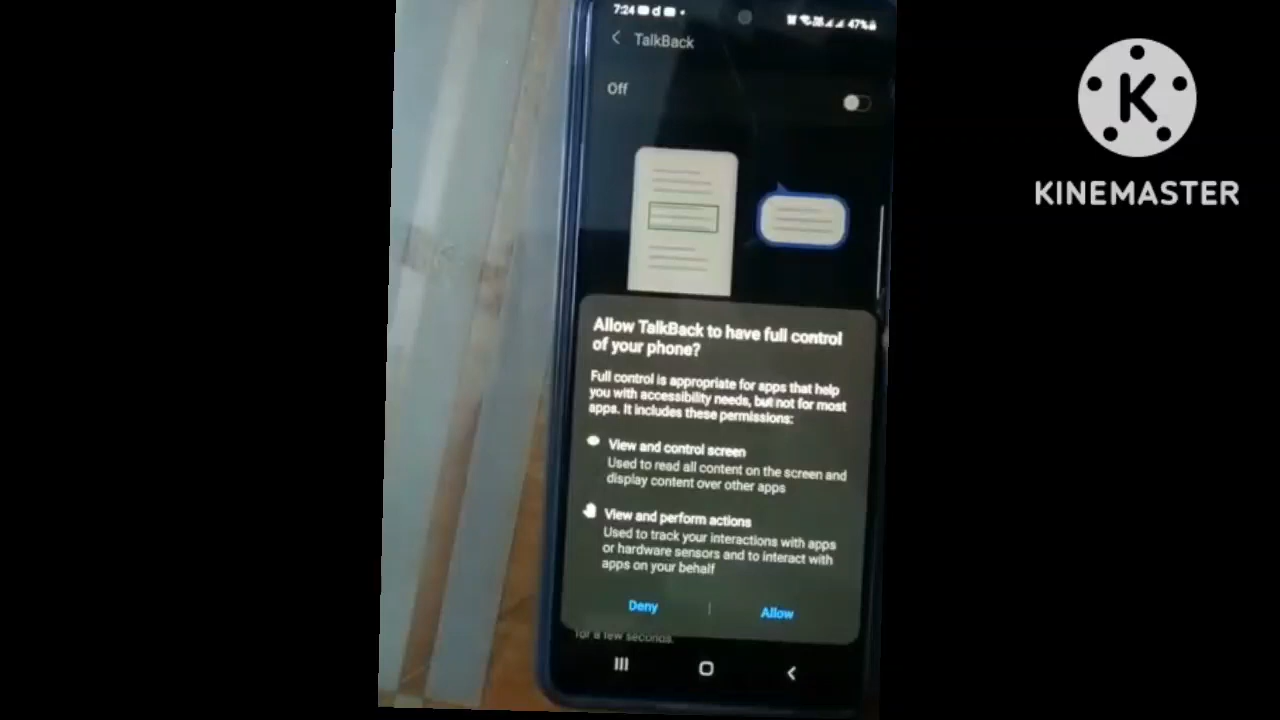 7:24
47%
TalkBack
Off
Allow TalkBack to have full control
of your phone?
Full control is appropriate for apps that help
you with accessibility needs, but not for most
apps. It includes these permissions:
View and control screen
Used to read all content on the screen and
display content over other apps
View and perform actions
Used to track your interactions with apps
or hardware sensors and to interact with
apps on your behalf
Deny
Allow
for a few seconds.
K
KINEMASTER